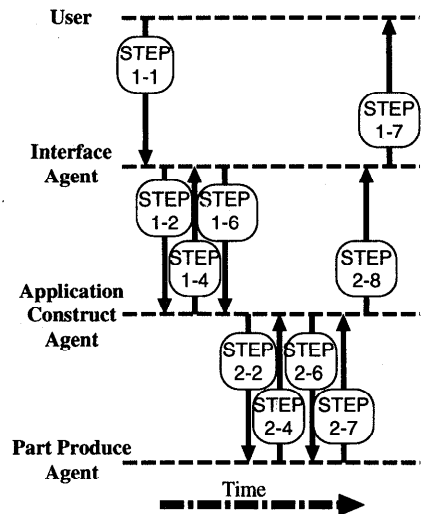 User
STEP
1-1
STEP
1-7
Interface
Agent
STEP
1-2
STEP
1-6
STEP
1-4
STEP
2-8
Application
Construct
Agent
STEP
2-2
STEP
2-6
STEP
2-4
STEP
2-7
Part Produce
Agent
Time